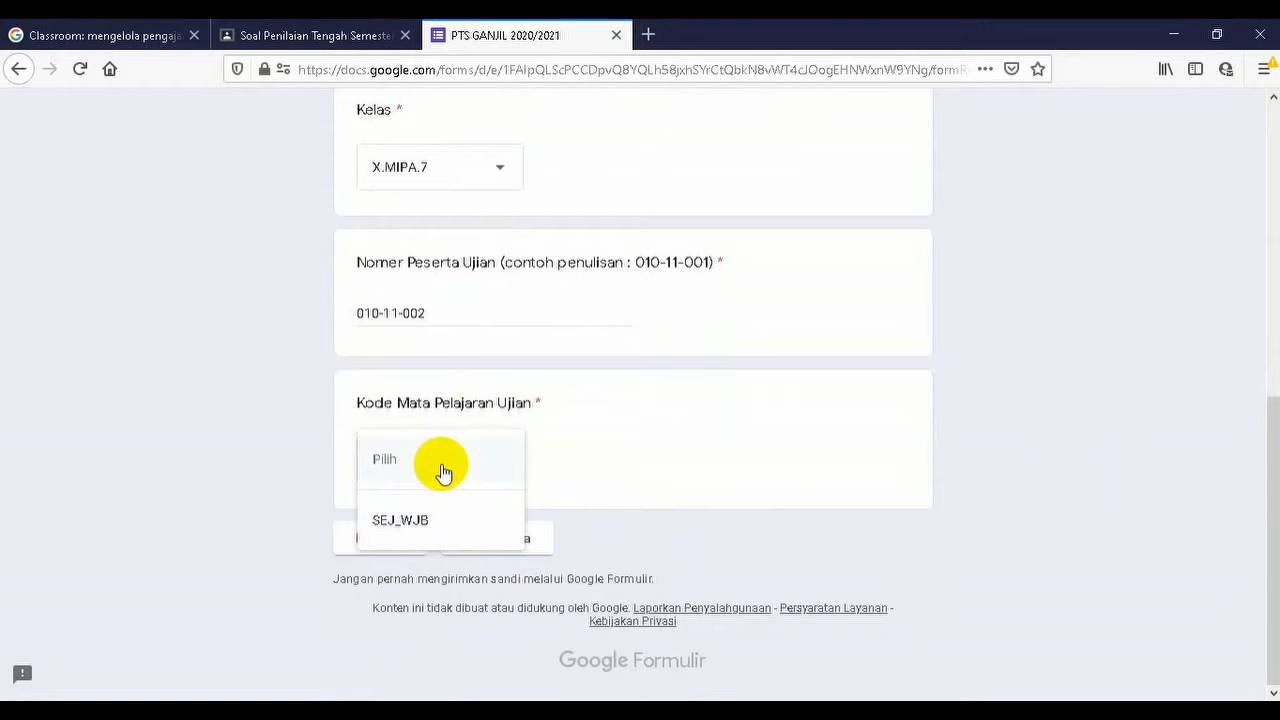 Classroom: mengelola pengaja
Soal Penilaian Tengah Semeste
PTS GANJIL 2020/2021
https://docs.google.com/forms/d/e/
Kelas *
X.MIPA.7
Nomer Peserta Ujian (contoh penulisan : 010-11-001) *
010-11-002
Kode Mata Pelajaran Ujian *
Pilih
SEJ_WJB
a
Jangan pernah mengirimkan sandi melalui Google Formulir.
Konten ini tidak dibuat atau didukung oleh Google. Laporkan Penyalahgunaan - Persyaratan Layanan -
Kebijakan Privasi
Google Formulir